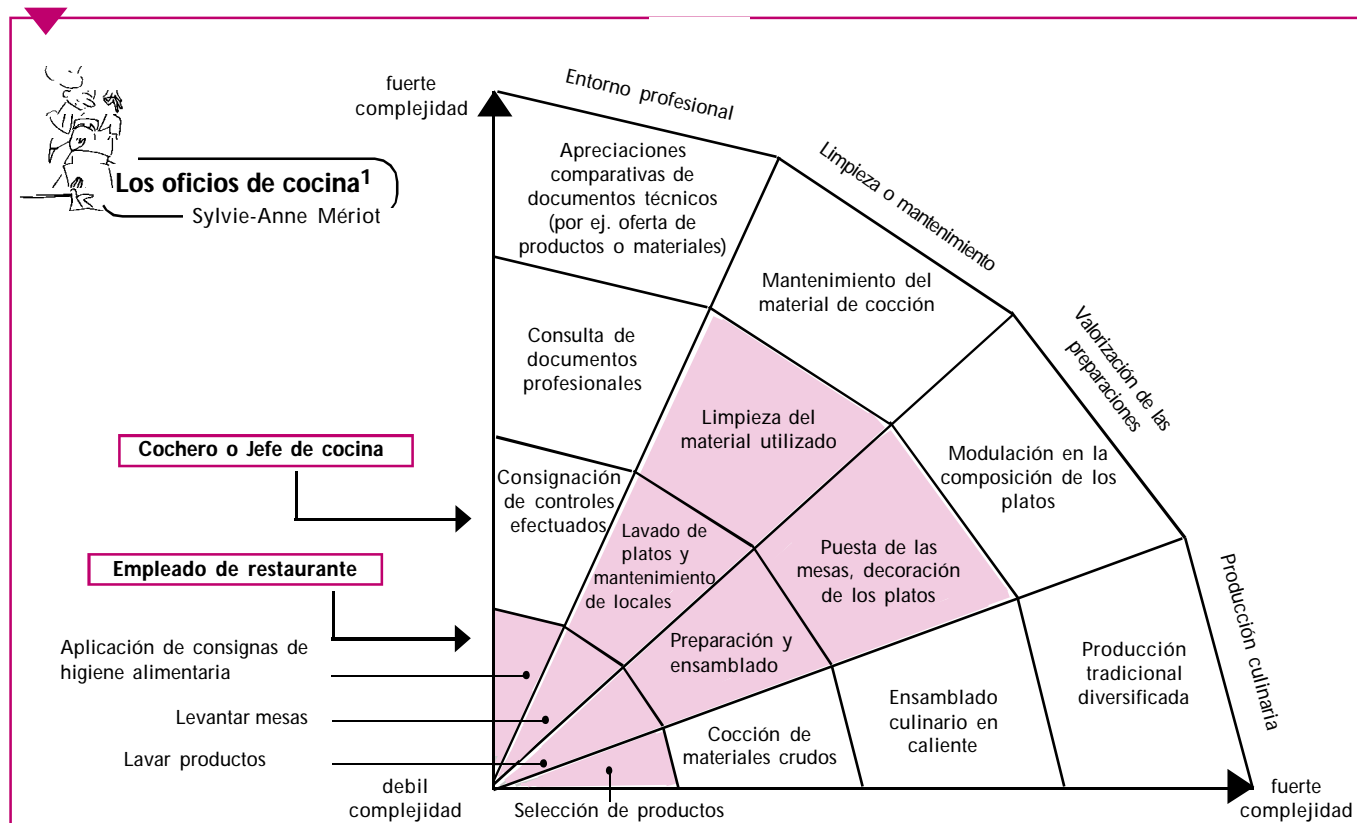 Los oficios de cocina1
Sylvie-Anne Mériot
fuerte
complejidad
Entorno profesional
Limpieza o mantenimiento
Valorización de las
preparaciones
Producción culinaria
Apreciaciones
comparativas de
documentos técnicos
(por ej. oferta de
productos o materiales)
Mantenimiento del
material de cocción
Consulta de
documentos
profesionales
Limpieza del
material utilizado
Modulación en la
composición de los
platos
Cochero o Jefe de cocina
Consignación
de controles
efectuados
Lavado de
platos y
mantenimiento
de locales
Puesta de las
mesas, decoración
de los platos
Empleado de restaurante
Preparación y
ensamblado
Producción
tradicional
diversificada
Aplicación de consignas de
higiene alimentaria
Levantar mesas
Lavar productos
Cocción de
materiales crudos
Ensamblado
culinario en
caliente
debil
complejidad
Selección de productos
fuerte
complejidad